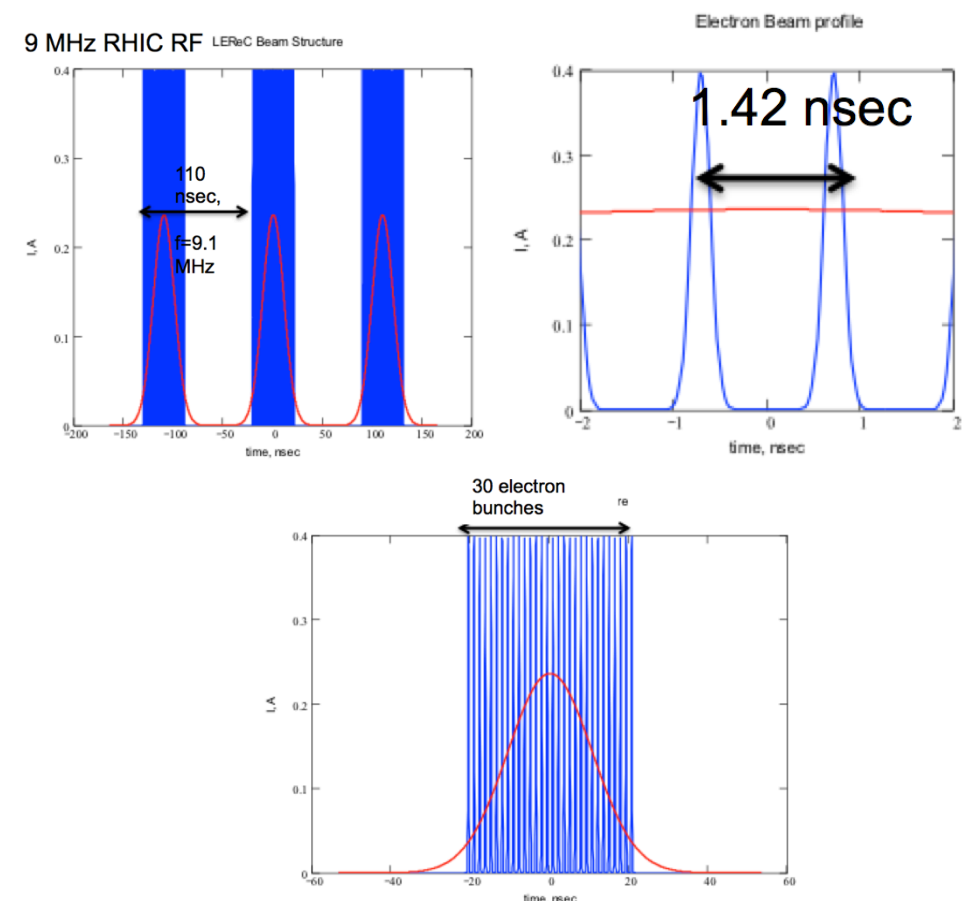 9 MHz RHIC RF
LEReC Beam Structure
0.4
0.3
0.2
0.1
0
I, A
110
nsec,
f=9.1
MHz
−200
−150
−100
−50
0
50
100
150
200
time, nsec
Electron Beam profile
0.4
0.3
0.2
0.1
0
I, A
1.42 nsec
−2
−1
0
1
2
time, nsec
30 electron
bunches
re
0.4
0.3
0.2
0.1
0
I, A
−60
−40
−20
0
20
40
60
time, nsec